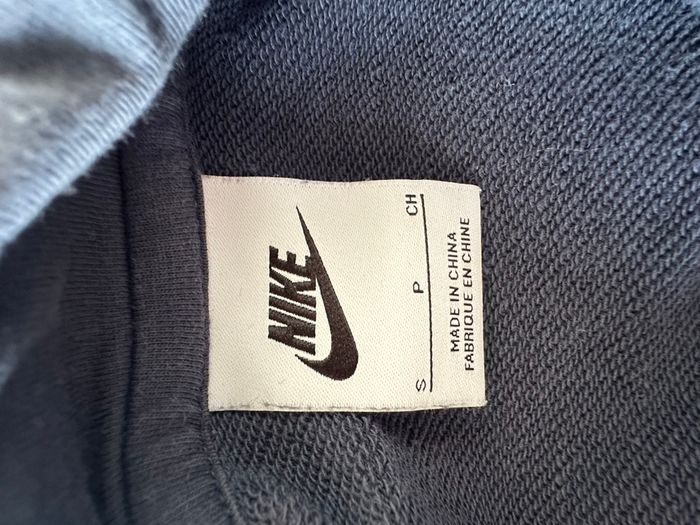 NIKE
S P CH
MADE IN CHINA
FABRIQUE EN CHINE